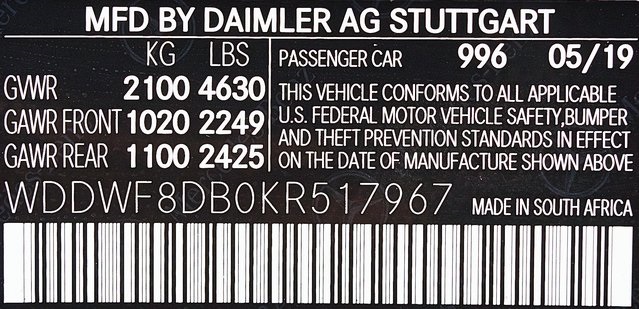 MFD BY DAIMLER AG STUTTGART
KG LBS
GVWR 2100 4630
GAWR FRONT 1020 2249
GAWR REAR 1100 2425
PASSENGER CAR 996 05/19
THIS VEHICLE CONFORMS TO ALL APPLICABLE
U.S. FEDERAL MOTOR VEHICLE SAFETY,BUMPER
AND THEFT PREVENTION STANDARDS IN EFFECT
ON THE DATE OF MANUFACTURE SHOWN ABOVE
WDDWF8DB0KR517967 MADE IN SOUTH AFRICA